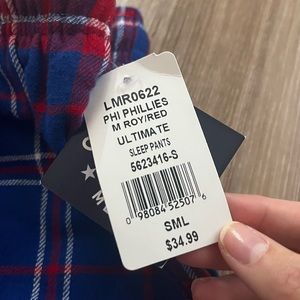 LMR0622
PHI PHILLIES
M ROY/RED
ULTIMATE
SLEEP PANTS
5623416-S
0 98084 52507 6
SML
$34.99